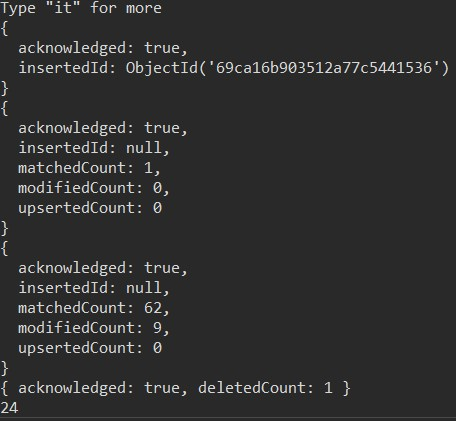 Type "it" for more
{
  acknowledged: true,
  insertedId: ObjectId('69ca16b903512a77c5441536')
}
{
  acknowledged: true,
  insertedId: null,
  matchedCount: 1,
  modifiedCount: 0,
  upsertedCount: 0
}
{
  acknowledged: true,
  insertedId: null,
  matchedCount: 62,
  modifiedCount: 9,
  upsertedCount: 0
}
{ acknowledged: true, deletedCount: 1 }
24